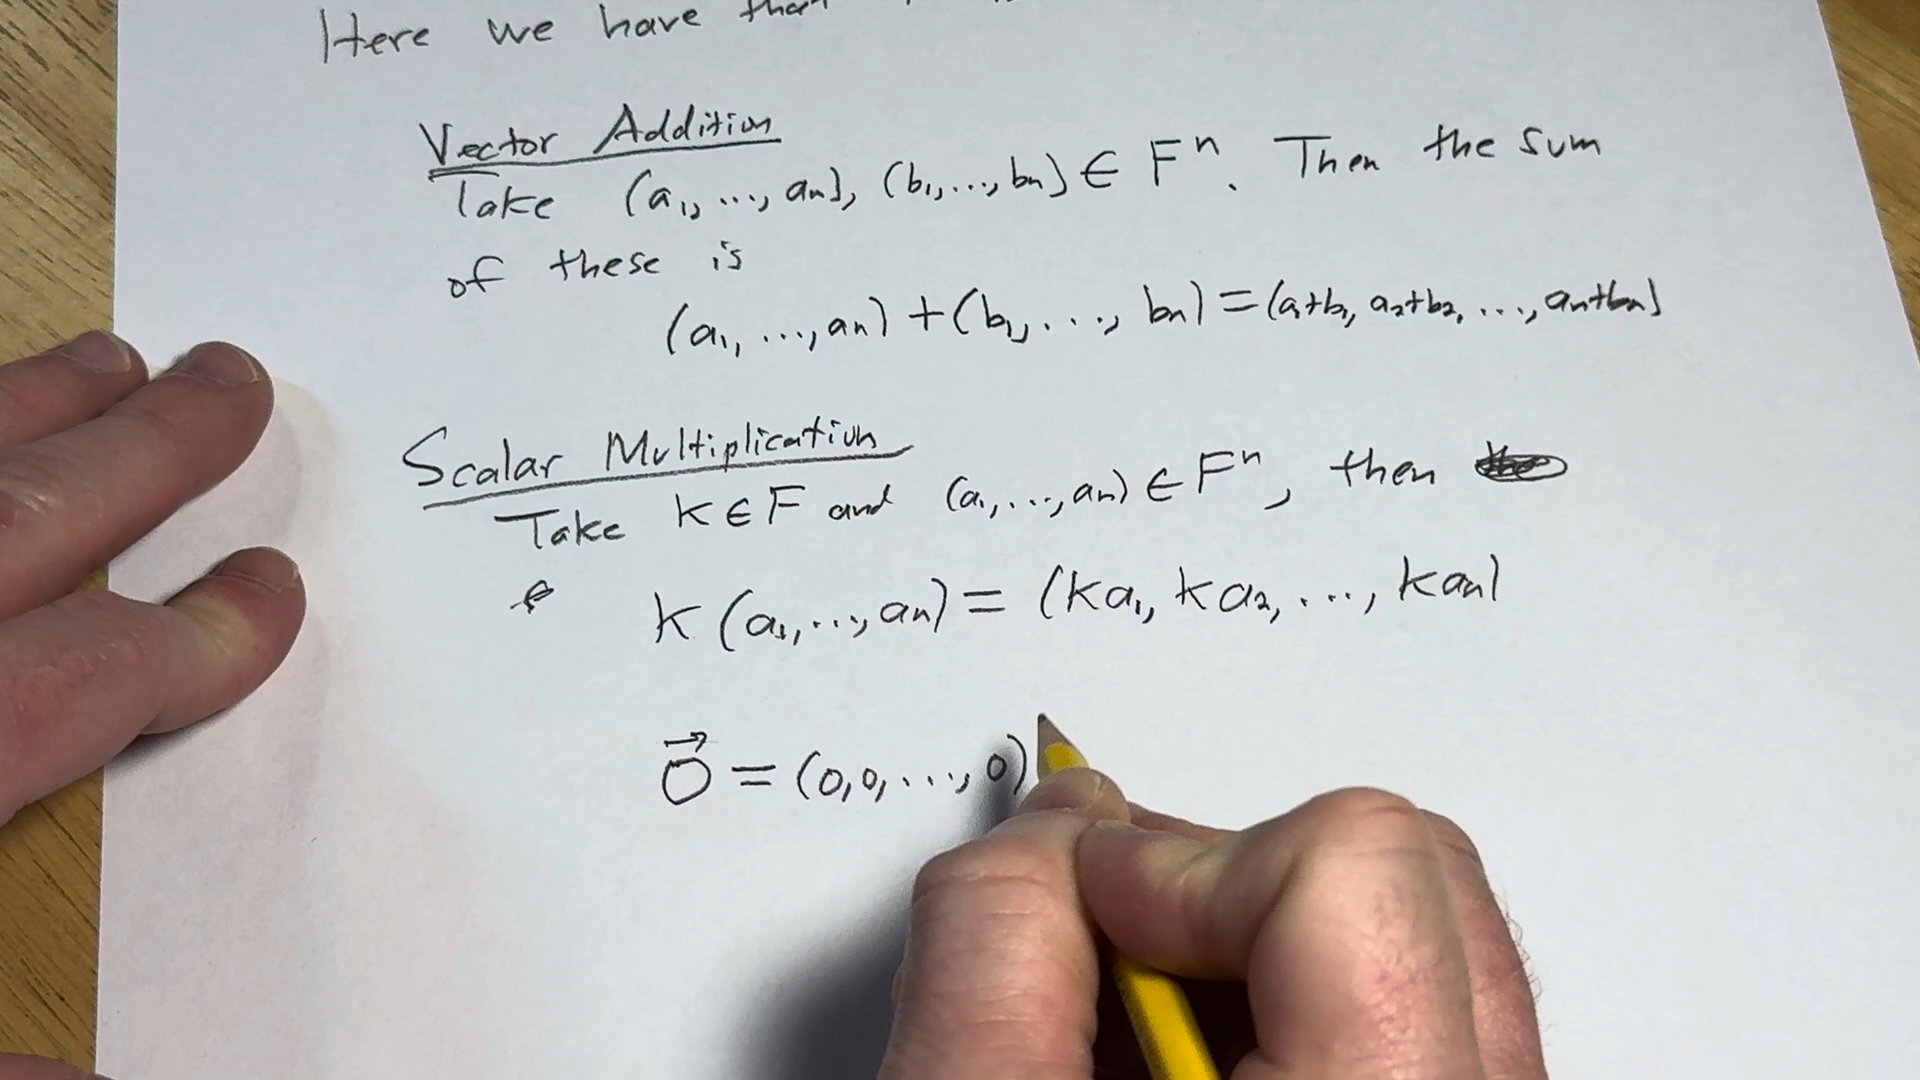 Here we have that
Vector Addition
Take (a₁, ..., aₙ), (b₁, ..., bₙ) ∈ Fⁿ. Then the sum
of these is
(a₁, ..., aₙ) + (b₁, ..., bₙ) = (a₁+b₁, a₂+b₂, ..., aₙ+bₙ)
Scalar Multiplication
Take k ∈ F and (a₁, ..., aₙ) ∈ Fⁿ, then
k (a₁, ..., aₙ) = (ka₁, ka₂, ..., kaₙ)
0⃗ = (0, 0, ..., 0)